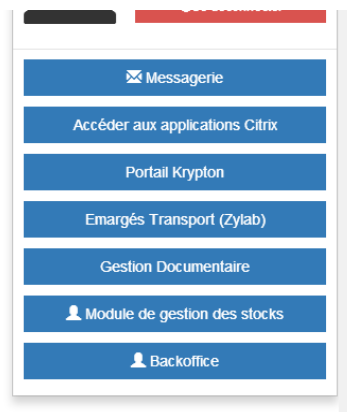 Messagerie
Accéder aux applications Citrix
Portail Krypton
Emargés Transport (Zylab)
Gestion Documentaire
Module de gestion des stocks
Backoffice